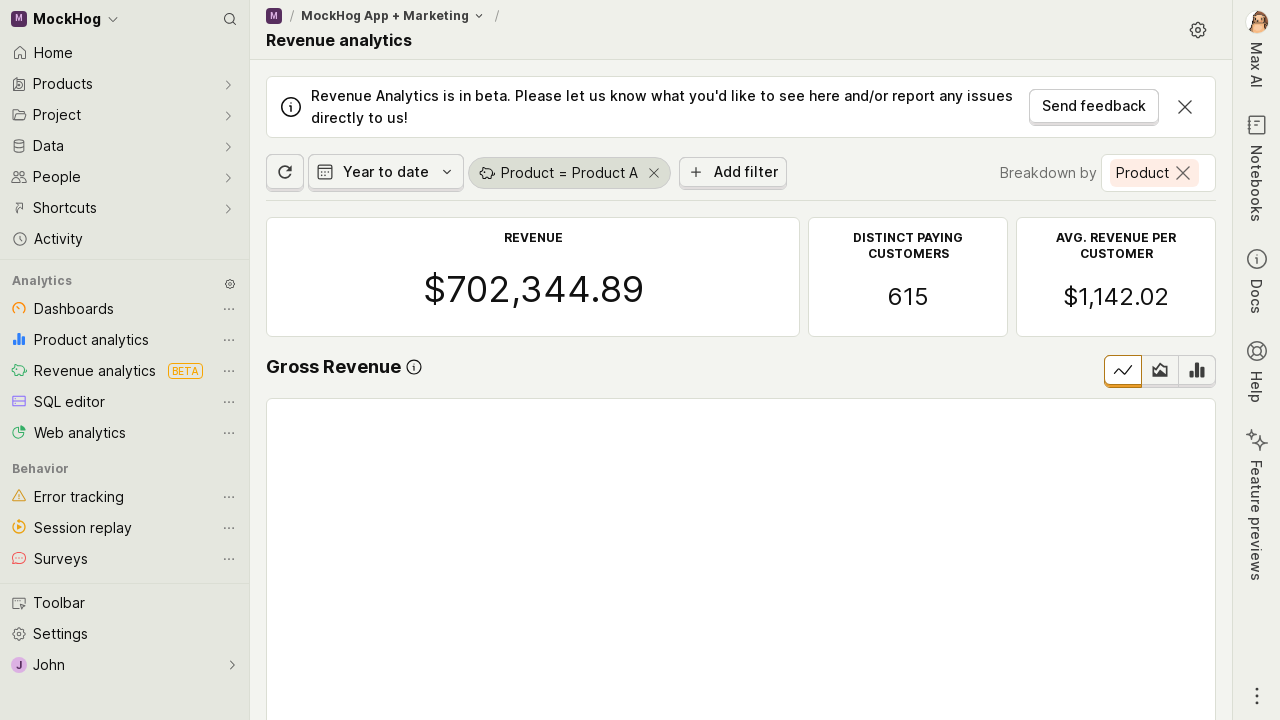 M MockHog
Home
Products
Project
Data
People
Shortcuts
Activity
Analytics
Dashboards
Product analytics
Revenue analytics BETA
SQL editor
Web analytics
Behavior
Error tracking
Session replay
Surveys
Toolbar
Settings
J John
M / MockHog App + Marketing /
Revenue analytics
Revenue Analytics is in beta. Please let us know what you'd like to see here and/or report any issues
directly to us!
Send feedback
Year to date
Product = Product A
Add filter
Breakdown by Product
REVENUE
$702,344.89
DISTINCT PAYING
CUSTOMERS
615
AVG. REVENUE PER
CUSTOMER
$1,142.02
Gross Revenue
Max AI
Notebooks
Docs
Help
Feature previews